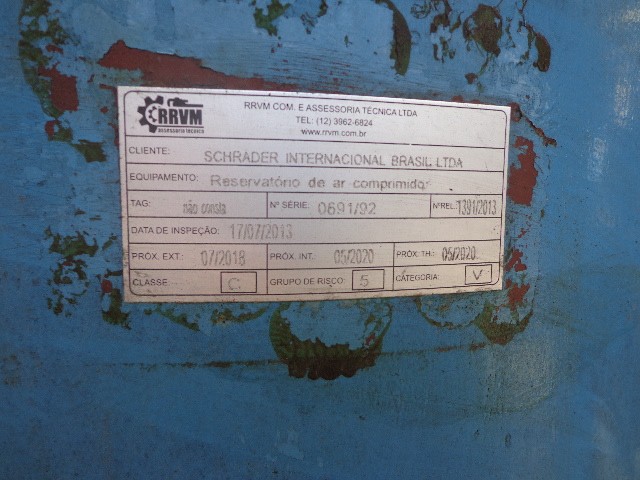 RRVM
assessoria técnica
RRVM COM. E ASSESSORIA TÉCNICA LTDA
TEL: (12) 3962-6824
www.rrvm.com.br
CLIENTE: SCHRADER INTERNACIONAL BRASIL LTDA
EQUIPAMENTO: Reservatório de ar comprimido
TAG: não consta Nº SÉRIE: 0691/92 Nº REL: 1391/2013
DATA DE INSPEÇÃO: 17/07/2013
PRÓX. EXT: 07/2018 PRÓX. INT. 05/2020 PRÓX. TH.: 05/2020
CLASSE: C GRUPO DE RISCO: 5 CATEGORIA: V